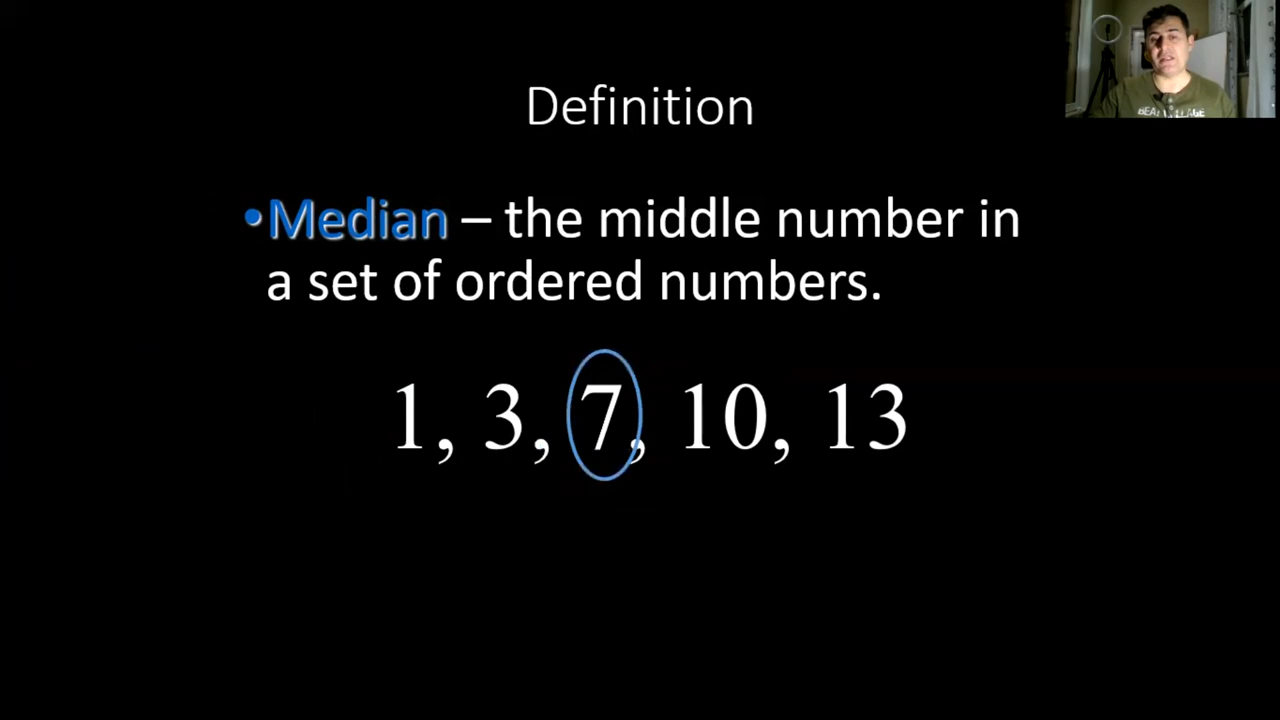 Definition
•Median – the middle number in
a set of ordered numbers.
1, 3, 7, 10, 13